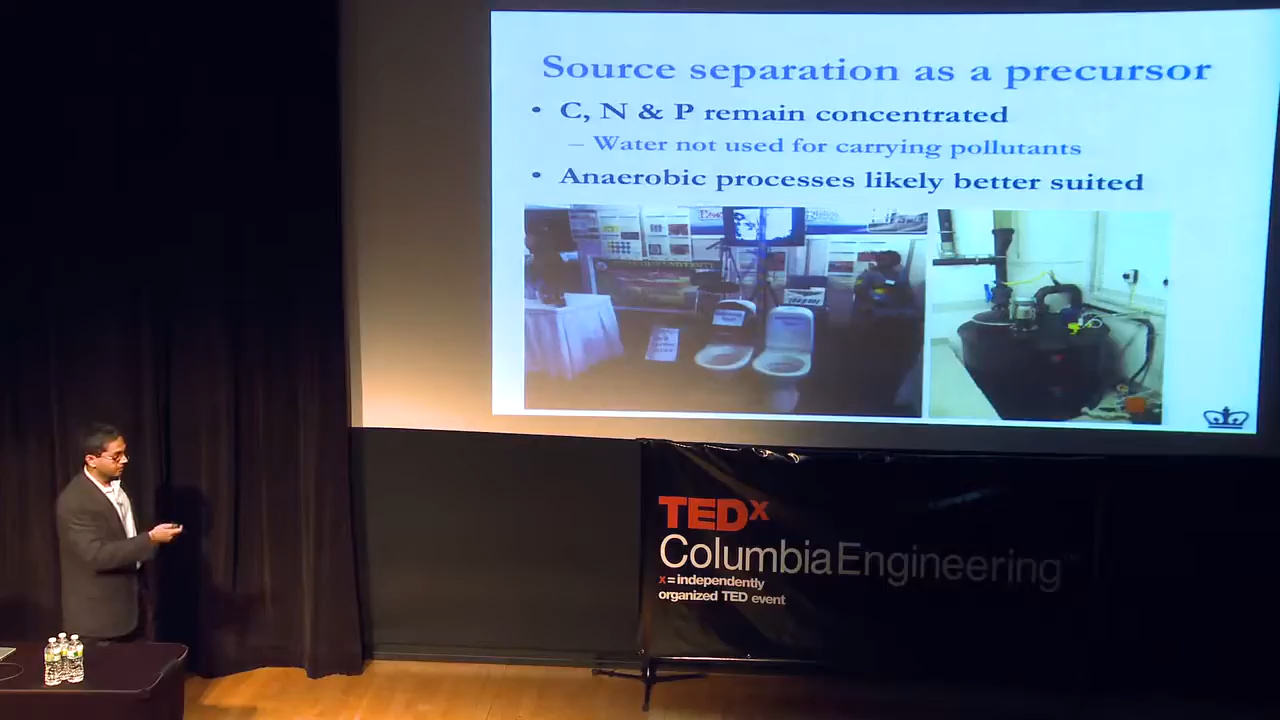 Source separation as a precursor
• C, N & P remain concentrated
– Water not used for carrying pollutants
• Anaerobic processes likely better suited
TEDx
ColumbiaEngineering
x = independently
organized TED event